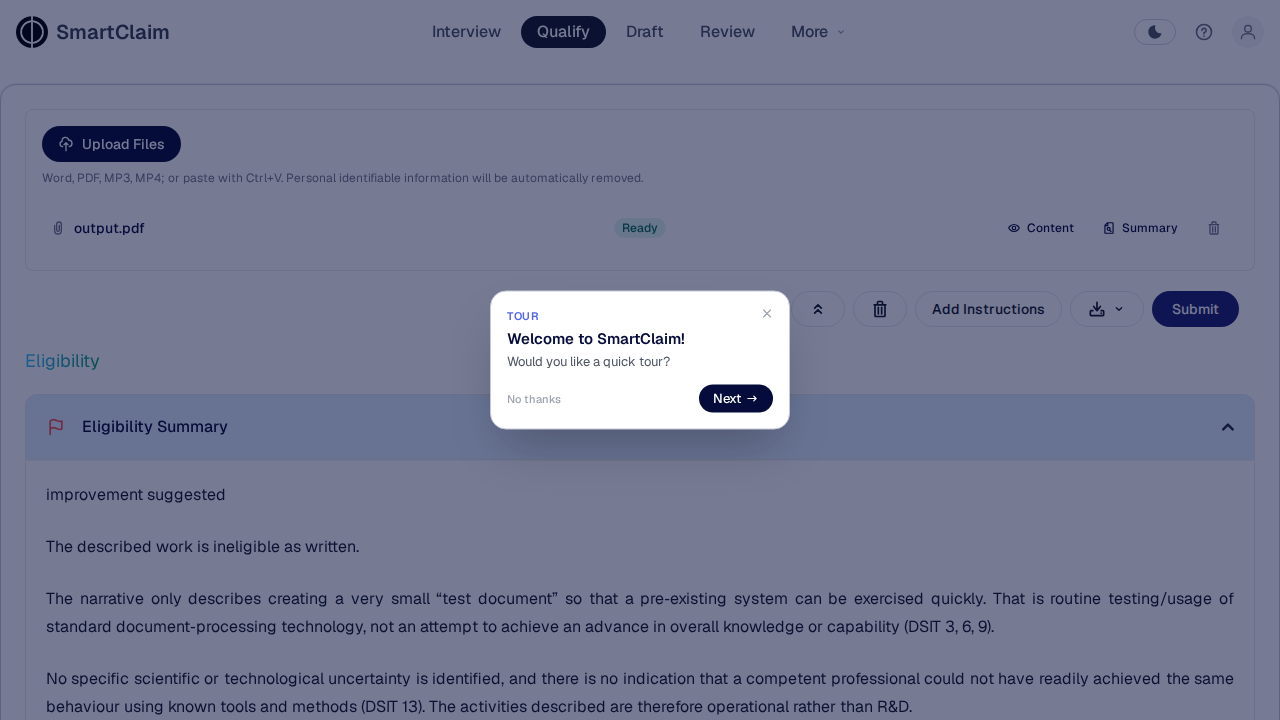 SmartClaim
Interview
Qualify
Draft
Review
More
Upload Files
Word, PDF, MP3, MP4; or paste with Ctrl+V. Personal identifiable information will be automatically removed.
output.pdf
Ready
Content
Summary
TOUR
Welcome to SmartClaim!
Would you like a quick tour?
No thanks
Next →
Add Instructions
Submit
Eligibility
Eligibility Summary
improvement suggested
The described work is ineligible as written.
The narrative only describes creating a very small “test document” so that a pre-existing system can be exercised quickly. That is routine testing/usage of
standard document-processing technology, not an attempt to achieve an advance in overall knowledge or capability (DSIT 3, 6, 9).
No specific scientific or technological uncertainty is identified, and there is no indication that a competent professional could not have readily achieved the same
behaviour using known tools and methods (DSIT 13). The activities described are therefore operational rather than R&D.